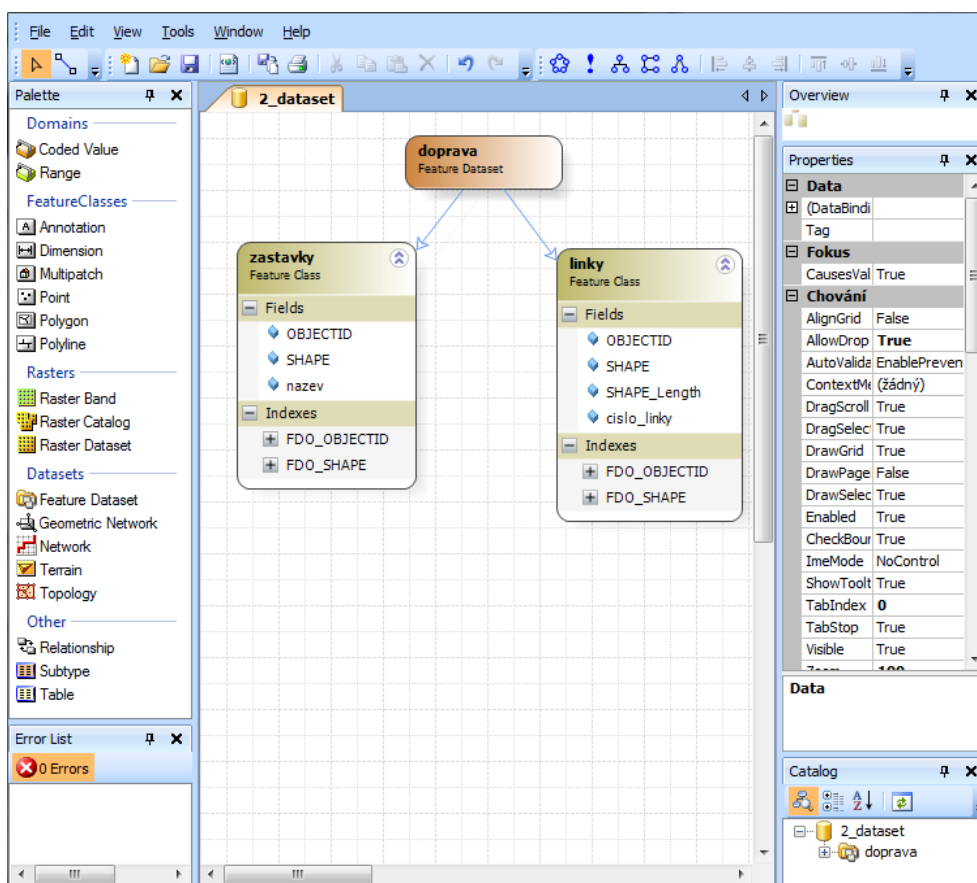 File Edit View Tools Window Help
Palette
Domains
Coded Value
Range
FeatureClasses
Annotation
Dimension
Multipatch
Point
Polygon
Polyline
Rasters
Raster Band
Raster Catalog
Raster Dataset
Datasets
Feature Dataset
Geometric Network
Network
Terrain
Topology
Other
Relationship
Subtype
Table
Error List
0 Errors
2_dataset
doprava
Feature Dataset
zastavky
Feature Class
Fields
OBJECTID
SHAPE
nazev
Indexes
FDO_OBJECTID
FDO_SHAPE
linky
Feature Class
Fields
OBJECTID
SHAPE
SHAPE_Length
cislo_linky
Indexes
FDO_OBJECTID
FDO_SHAPE
Overview
Properties
Data
(DataBindi
Tag
Fokus
CausesVal True
Chování
AlignGrid False
AllowDrop True
AutoValida EnablePreven
ContextMe (žádný)
DragScroll True
DragSelect True
DrawGrid True
DrawPage False
DrawSelec True
Enabled True
CheckBour True
ImeMode NoControl
ShowToolt True
TabIndex 0
TabStop True
Visible True
Zoom 100
Data
Catalog
2_dataset
doprava